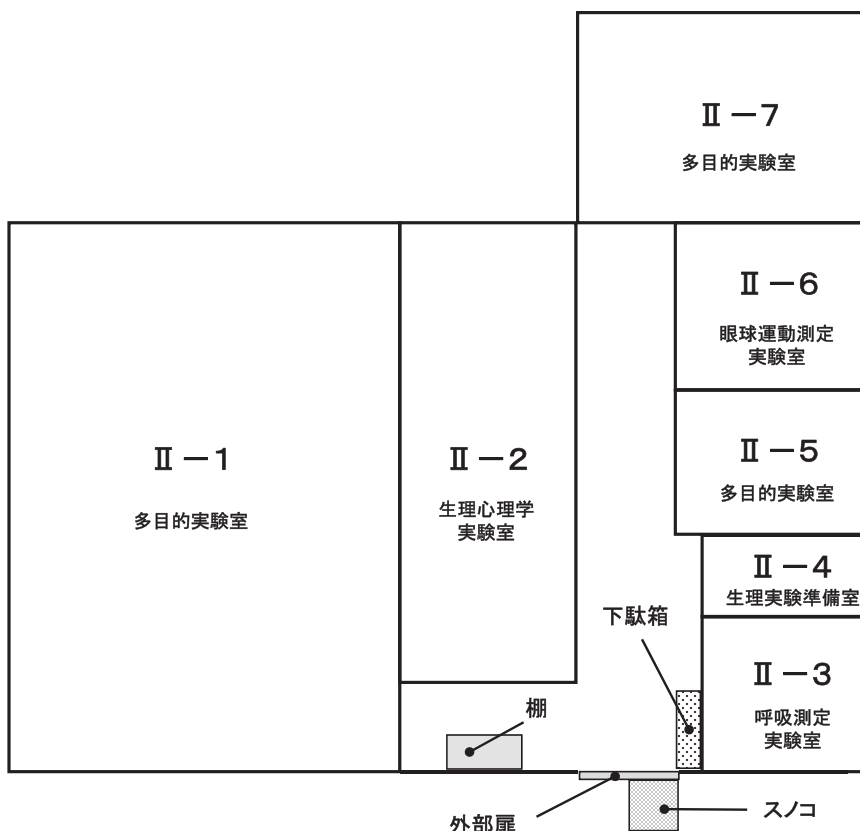 Ⅱ－7
多目的実験室
Ⅱ－6
眼球運動測定
実験室
Ⅱ－1
多目的実験室
Ⅱ－2
生理心理学
実験室
Ⅱ－5
多目的実験室
Ⅱ－4
生理実験準備室
下駄箱
Ⅱ－3
呼吸測定
実験室
棚
外部扉
スノコ